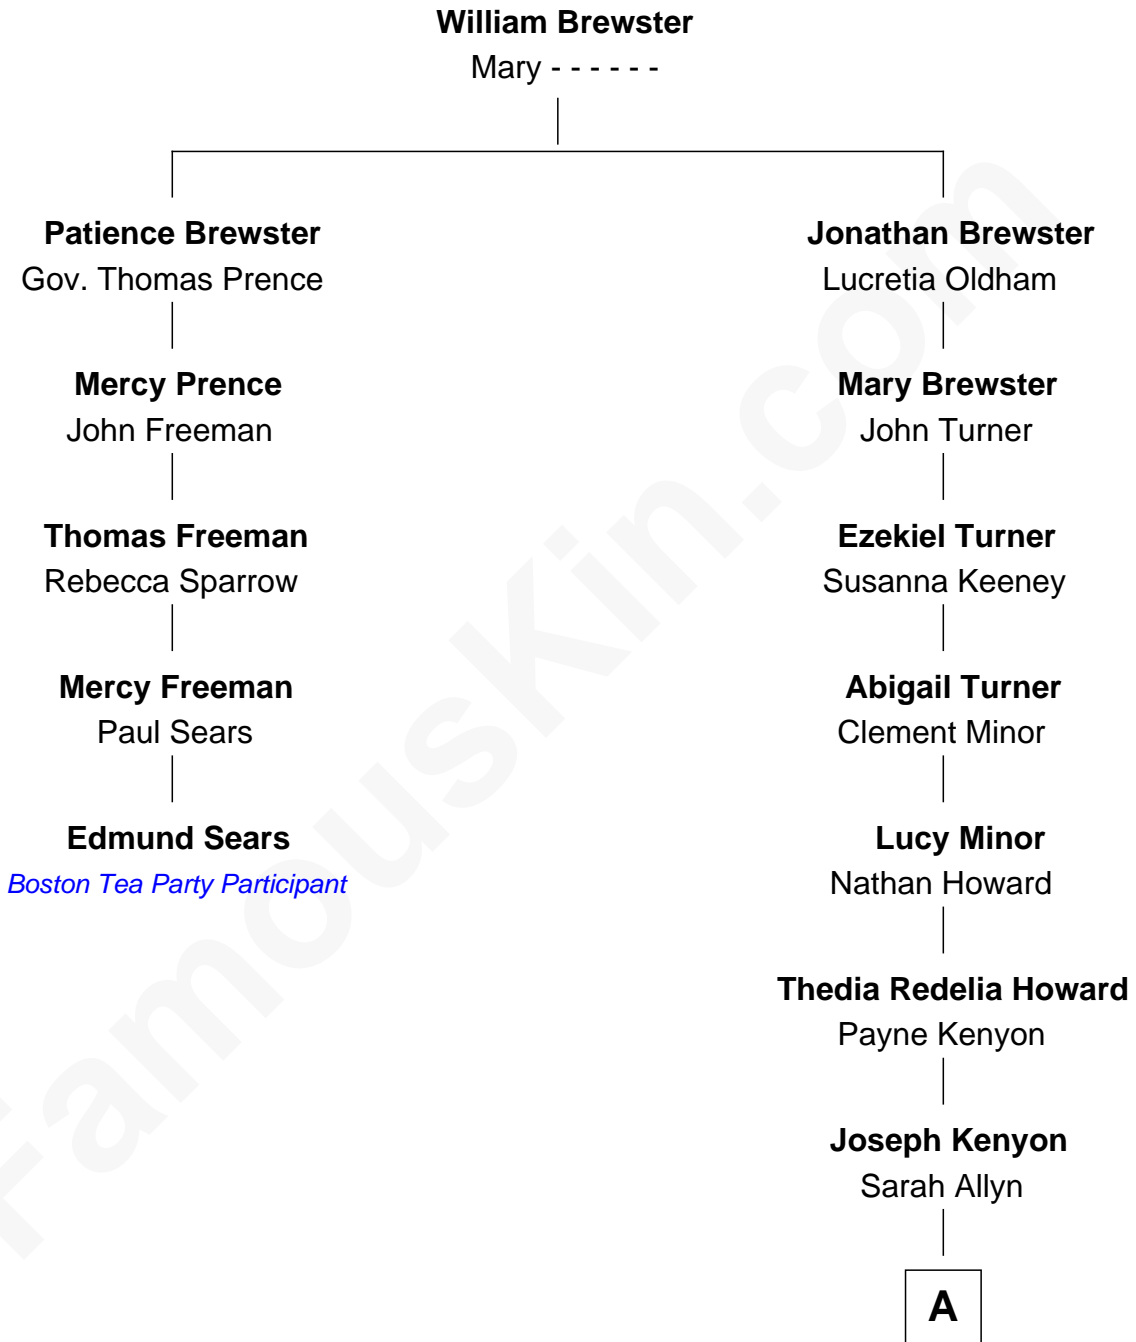 William Brewster
Mary - - - - - -
Patience Brewster
Gov. Thomas Prence
Jonathan Brewster
Lucretia Oldham
Mercy Prence
John Freeman
Mary Brewster
John Turner
Thomas Freeman
Rebecca Sparrow
Ezekiel Turner
Susanna Keeney
Mercy Freeman
Paul Sears
Abigail Turner
Clement Minor
Edmund Sears
Boston Tea Party Participant
Lucy Minor
Nathan Howard
Thedia Redelia Howard
Payne Kenyon
Joseph Kenyon
Sarah Allyn
A
FamousKin.com